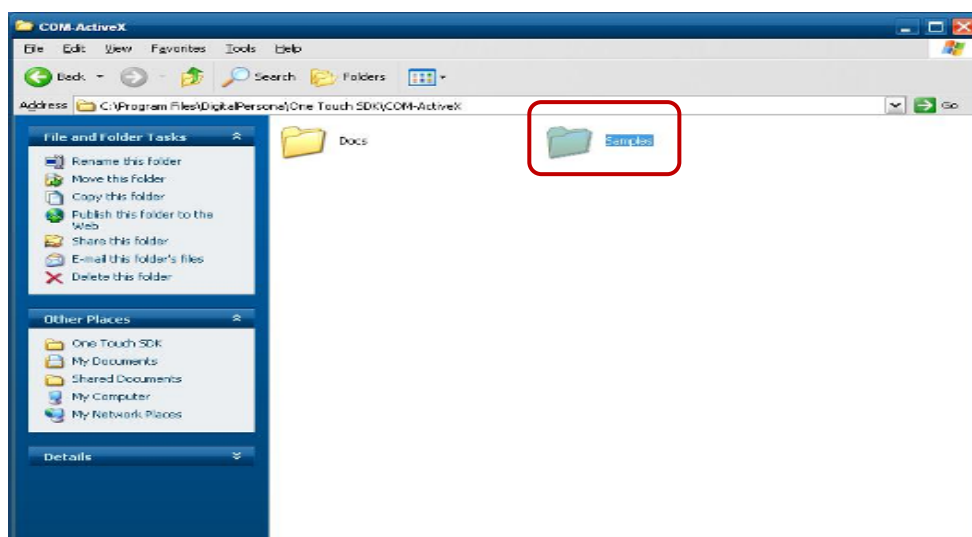 COM-ActiveX
File Edit View Favorites Tools Help
Back Search Folders
Address C:\Program Files\DigitalPersona\One Touch SDK\COM-ActiveX Go
File and Folder Tasks
Rename this folder
Move this folder
Copy this folder
Publish this folder to the
Web
Share this folder
E-mail this folder's files
Delete this folder
Other Places
One Touch SDK
My Documents
Shared Documents
My Computer
My Network Places
Details
Docs
Samples